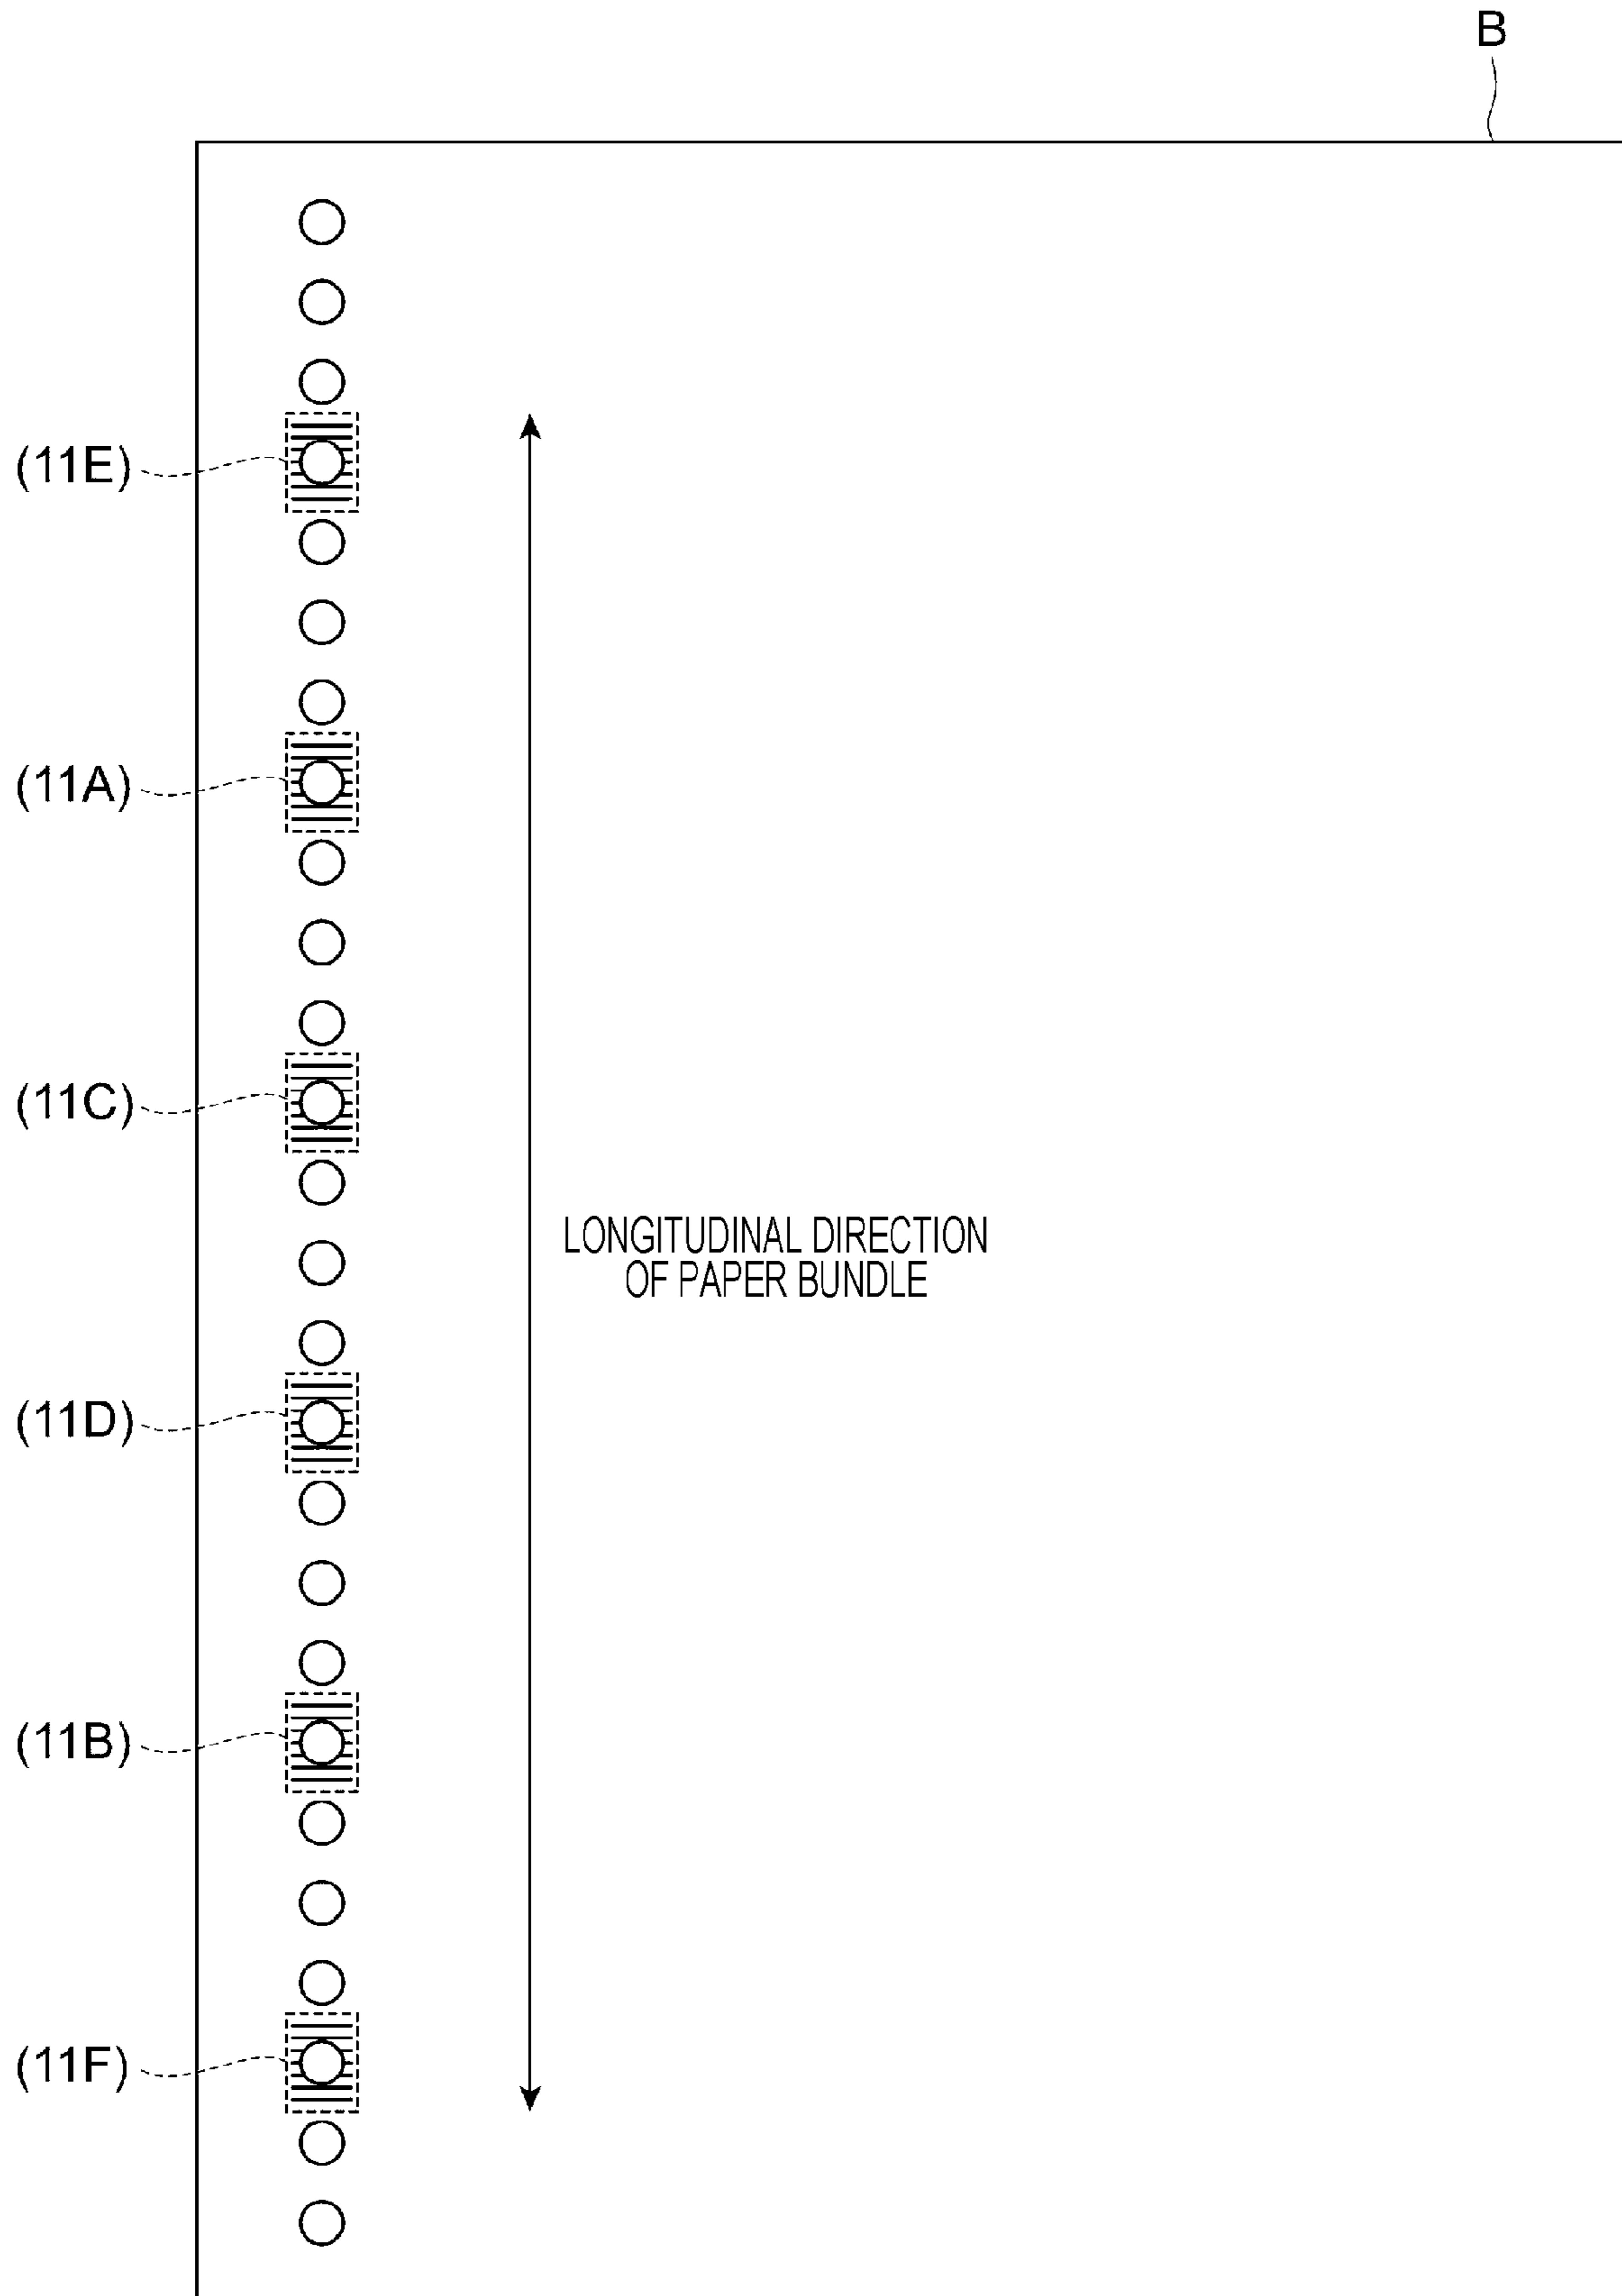 B
(11E)
(11A)
(11C)
LONGITUDINAL DIRECTION
OF PAPER BUNDLE
(11D)
(11B)
(11F)